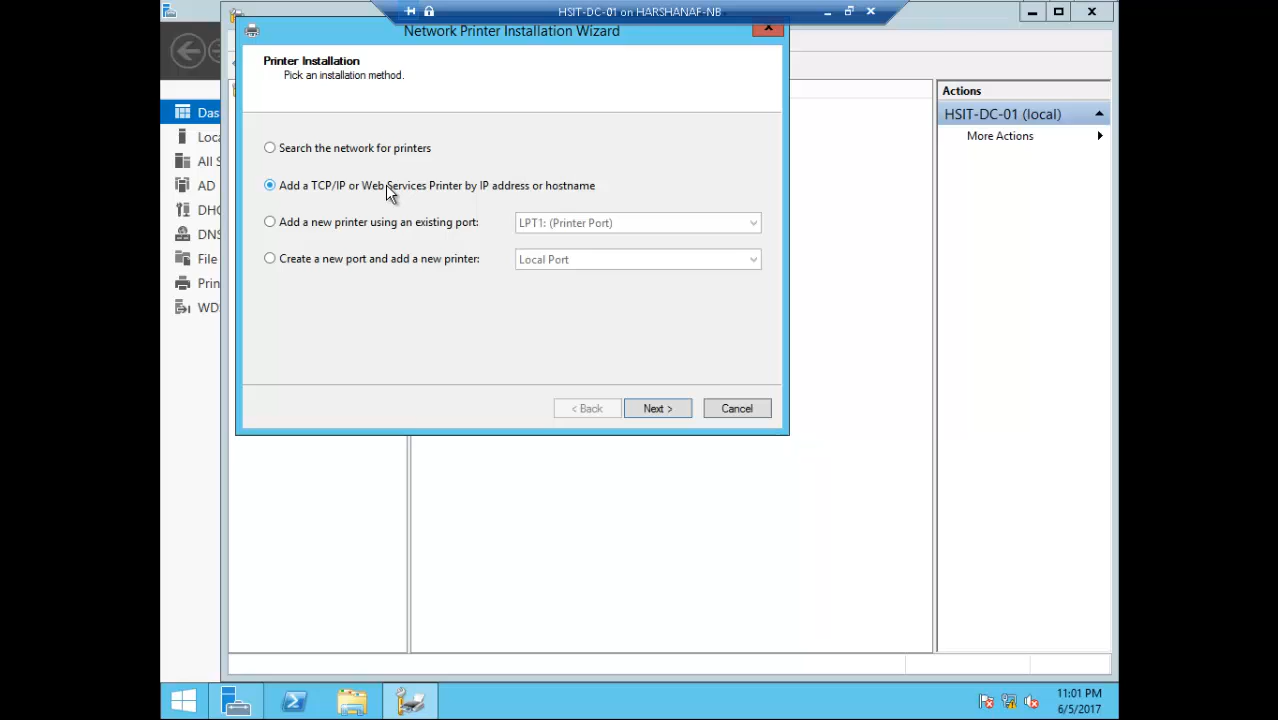 HSIT-DC-01 on HARSHANAF-NB
Network Printer Installation Wizard
Printer Installation
Pick an installation method.
Search the network for printers
Add a TCP/IP or Web Services Printer by IP address or hostname
Add a new printer using an existing port:
LPT1: (Printer Port)
Create a new port and add a new printer:
Local Port
< Back
Next >
Cancel
Das
Loca
All S
AD
DHC
DNS
File
Prin
WD
Actions
HSIT-DC-01 (local)
More Actions
11:01 PM
6/5/2017